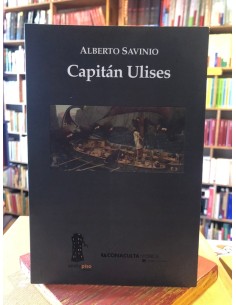 ALBERTO SAVINIO
Capitán Ulises